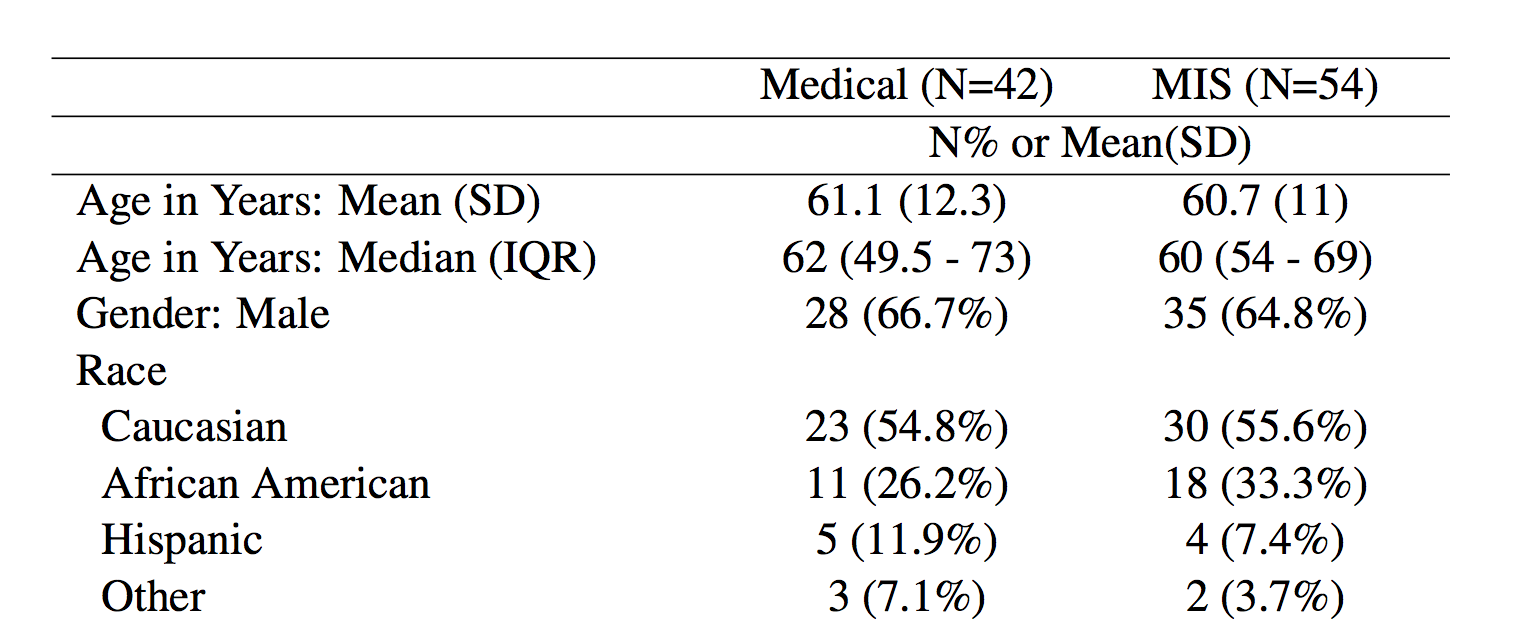 Medical (N=42) MIS (N=54)
N% or Mean(SD)
Age in Years: Mean (SD) 61.1 (12.3) 60.7 (11)
Age in Years: Median (IQR) 62 (49.5 - 73) 60 (54 - 69)
Gender: Male 28 (66.7%) 35 (64.8%)
Race
Caucasian 23 (54.8%) 30 (55.6%)
African American 11 (26.2%) 18 (33.3%)
Hispanic 5 (11.9%) 4 (7.4%)
Other 3 (7.1%) 2 (3.7%)